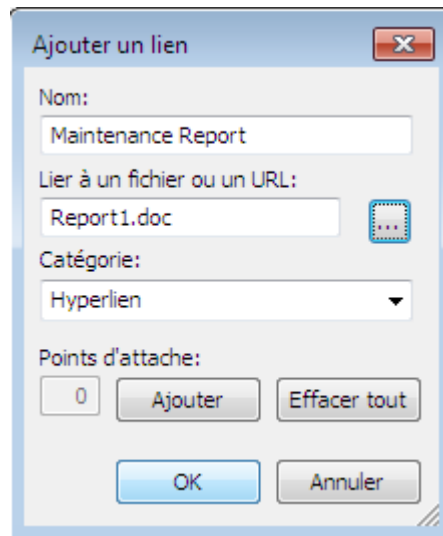 Ajouter un lien
Nom:
Maintenance Report
Lier à un fichier ou un URL:
Report1.doc
...
Catégorie:
Hyperlien
Points d'attache:
0 Ajouter Effacer tout
OK Annuler